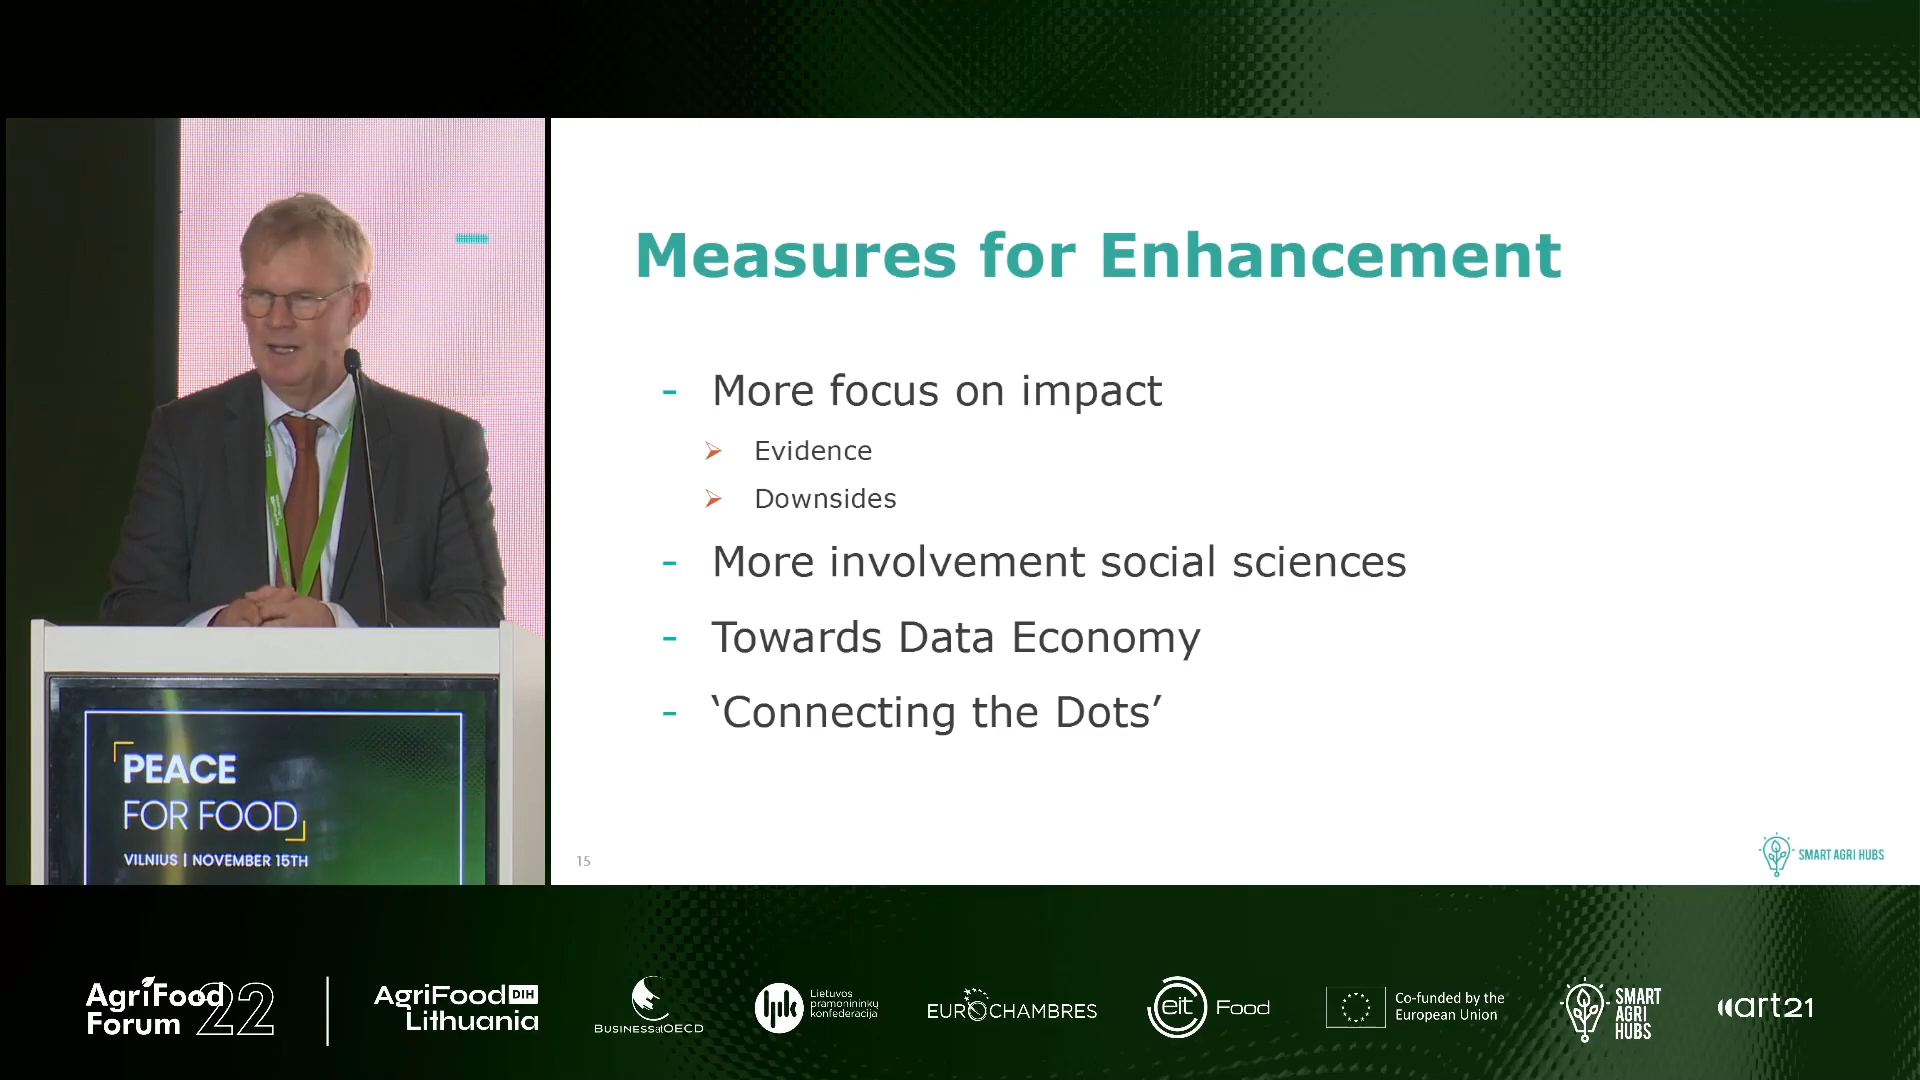 Measures for Enhancement
- More focus on impact
Evidence
Downsides
- More involvement social sciences
- Towards Data Economy
- ‘Connecting the Dots’
15
SMART AGRI HUBS
PEACE
FOR FOOD
VILNIUS | NOVEMBER 15TH
AgriFood
Forum 22
AgriFood DIH
Lithuania
BUSINESS at OECD
lpk
Lietuvos
pramonininkų
konfederacija
EUROCHAMBRES
eit Food
Co-funded by the
European Union
SMART
AGRI
HUBS
art21